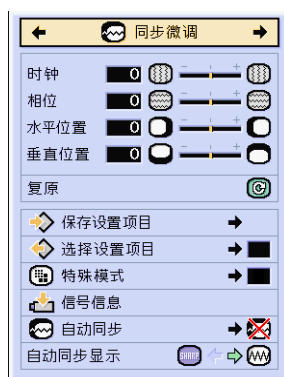 同步微调
时钟 0
相位 0
水平位置 0
垂直位置 0
复原
保存设置项目
选择设置项目
特殊模式
信号信息
自动同步
自动同步显示